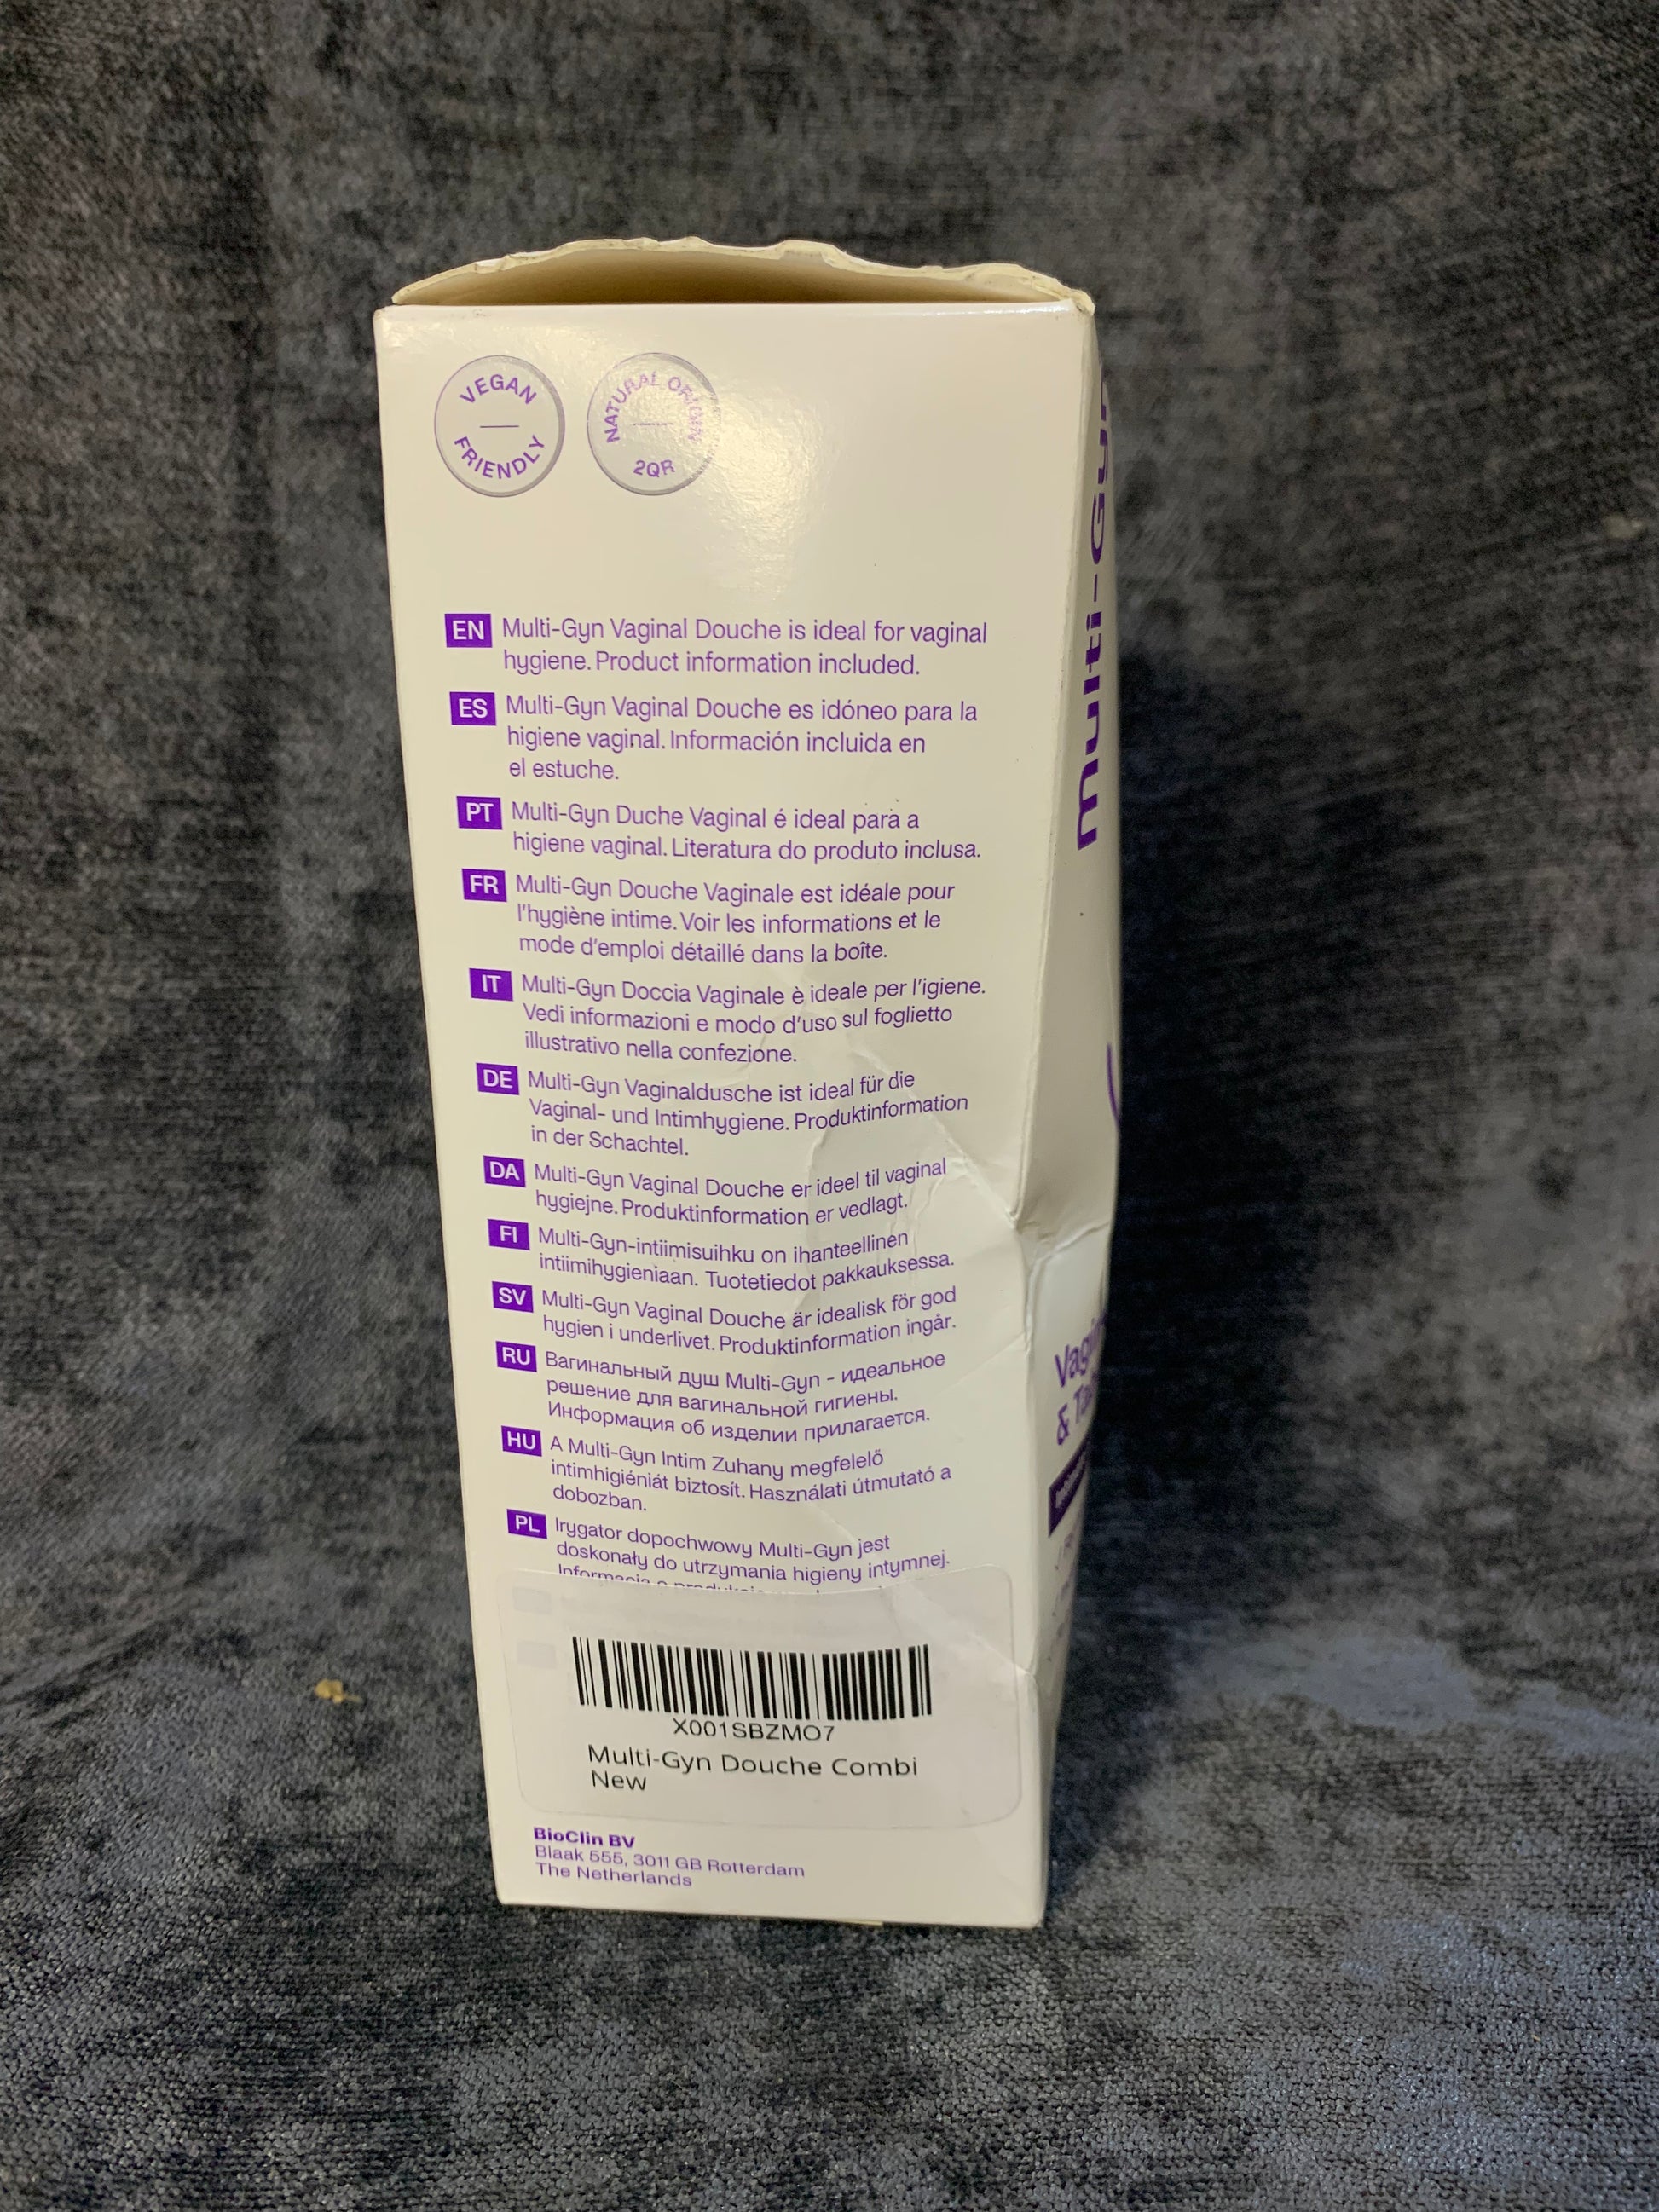 VEGAN
FRIENDLY
NATURAL ORIGIN
2QR
EN Multi-Gyn Vaginal Douche is ideal for vaginal
hygiene. Product information included.
ES Multi-Gyn Vaginal Douche es idóneo para la
higiene vaginal. Información incluida en
el estuche.
PT Multi-Gyn Duche Vaginal é ideal para a
higiene vaginal. Literatura do produto inclusa.
FR Multi-Gyn Douche Vaginale est idéale pour
l'hygiène intime. Voir les informations et le
mode d'emploi détaillé dans la boîte.
IT Multi-Gyn Doccia Vaginale è ideale per l'igiene.
Vedi informazioni e modo d'uso sul foglietto
illustrativo nella confezione.
DE Multi-Gyn Vaginaldusche ist ideal für die
Vaginal- und Intimhygiene. Produktinformation
in der Schachtel.
DA Multi-Gyn Vaginal Douche er ideel til vaginal
hygiejne. Produktinformation er vedlagt.
FI Multi-Gyn-intiimisuihku on ihanteellinen
intiimihygieniaan. Tuotetiedot pakkauksessa.
SV Multi-Gyn Vaginal Douche är idealisk för god
hygien i underlivet. Produktinformation ingår.
RU Вагинальный душ Multi-Gyn - идеальное
решение для вагинальной гигиены.
Информация об изделии прилагается.
HU A Multi-Gyn Intim Zuhany megfelelő
intimhigiéniát biztosít. Használati útmutató a
dobozban.
PL Irygator dopochwowy Multi-Gyn jest
doskonały do utrzymania higieny intymnej.
X001SBZMO7
Multi-Gyn Douche Combi
New
BioClin BV
Blaak 555, 3011 GB Rotterdam
The Netherlands
multi-Gyn
&